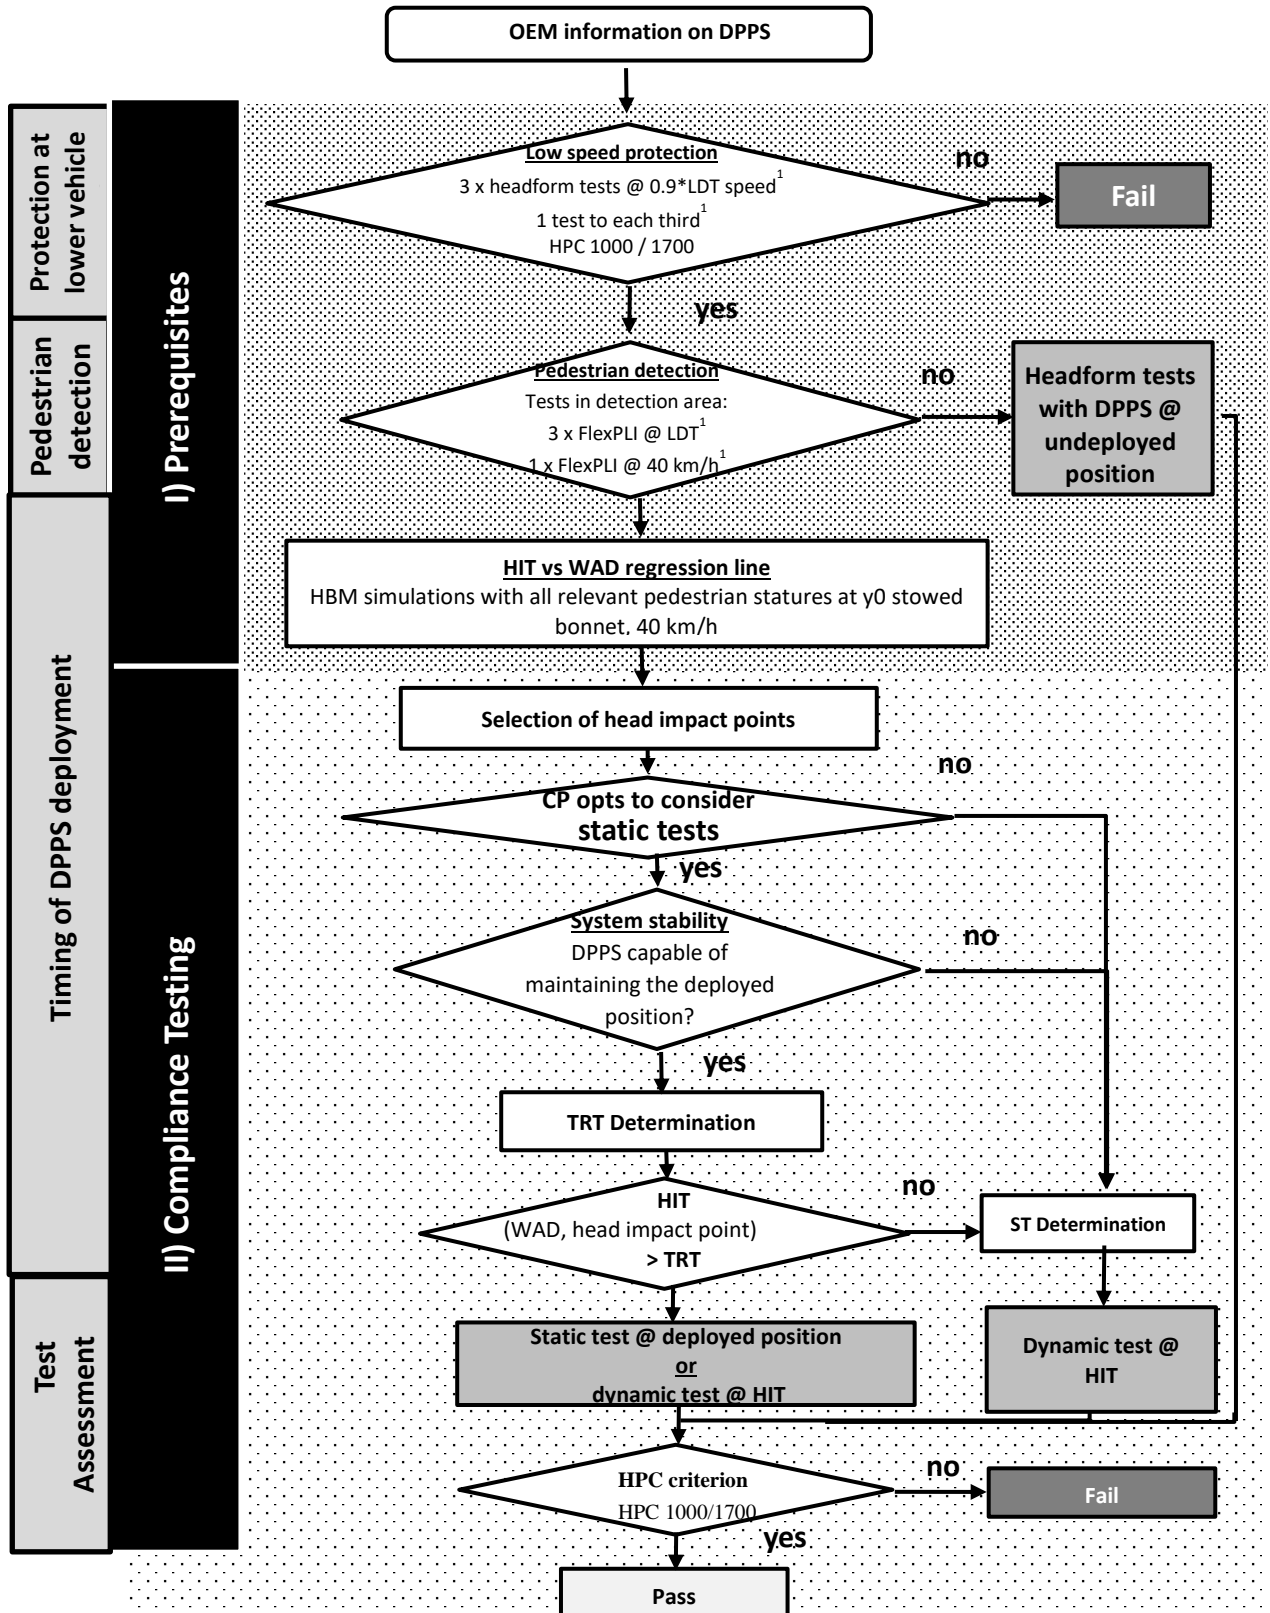 OEM information on DPPS
Protection at
lower vehicle
Pedestrian
detection
Timing of DPPS deployment
Test
Assessment
I) Prerequisites
II) Compliance Testing
Low speed protection
3 x headform tests @ 0.9*LDT speed¹
1 test to each third¹
HPC 1000 / 1700
no
Fail
yes
Pedestrian detection
Tests in detection area:
3 x FlexPLI @ LDT¹
1 x FlexPLI @ 40 km/h¹
no
Headform tests
with DPPS @
undeployed
position
HIT vs WAD regression line
HBM simulations with all relevant pedestrian statures at y0 stowed
bonnet, 40 km/h
Selection of head impact points
CP opts to consider
static tests
no
yes
System stability
DPPS capable of
maintaining the deployed
position?
no
yes
TRT Determination
HIT
(WAD, head impact point)
> TRT
no
ST Determination
Static test @ deployed position
or
dynamic test @ HIT
Dynamic test @
HIT
HPC criterion
HPC 1000/1700
no
Fail
yes
Pass